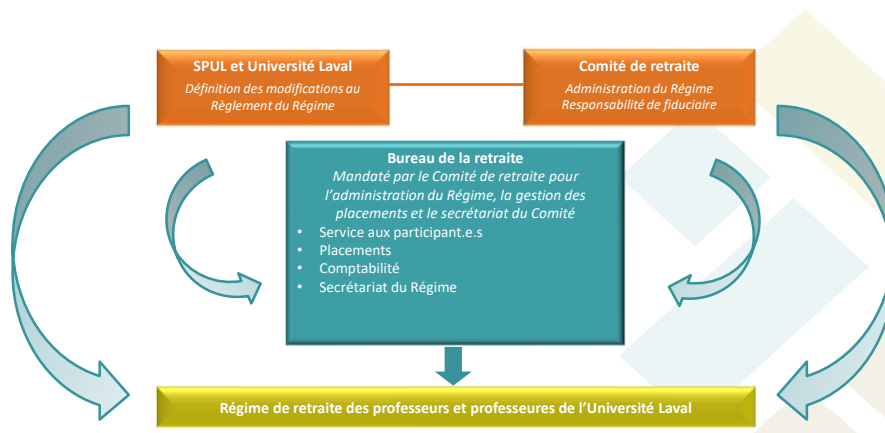 SPUL et Université Laval
Définition des modifications au
Règlement du Régime
Comité de retraite
Administration du Régime
Responsabilité de fiduciaire
Bureau de la retraite
Mandaté par le Comité de retraite pour
l'administration du Régime, la gestion des
placements et le secrétariat du Comité
• Service aux participant.e.s
• Placements
• Comptabilité
• Secrétariat du Régime
Régime de retraite des professeurs et professeures de l'Université Laval